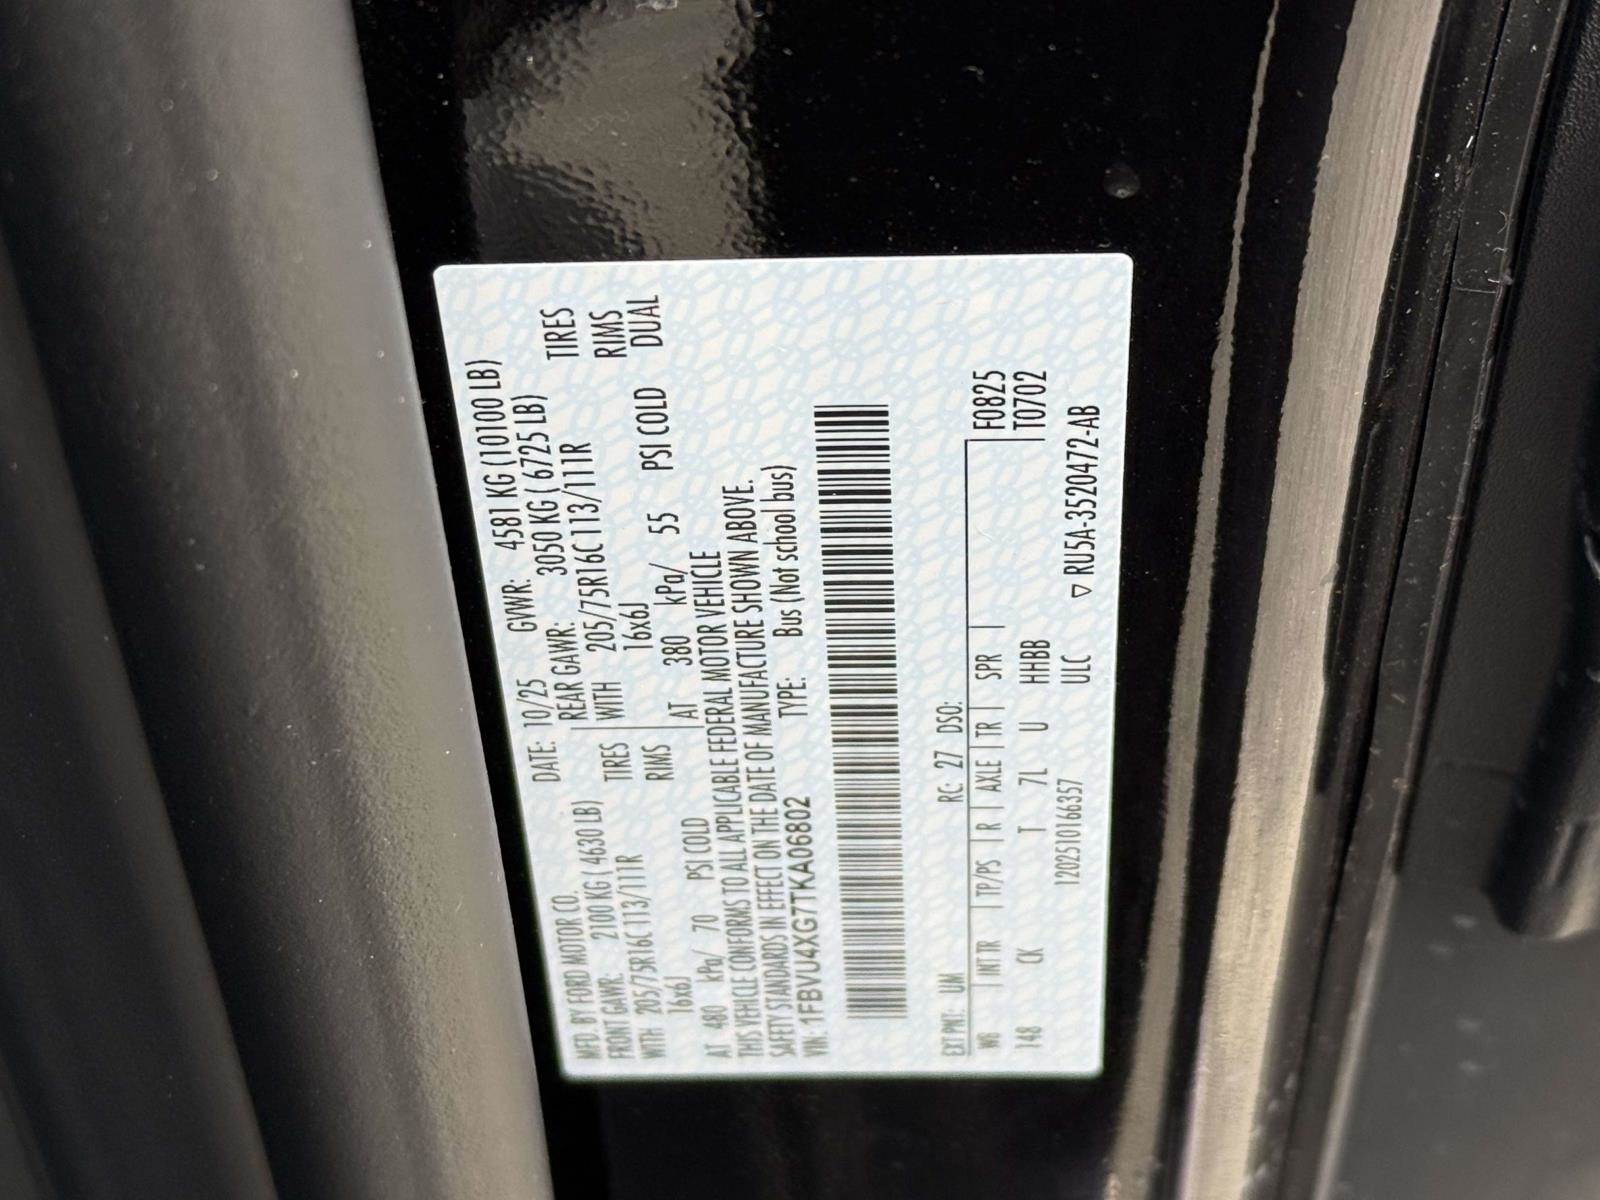 MFD. BY FORD MOTOR CO.
DATE: 10/25 GVWR: 4581 KG (10100 LB)
FRONT GAWR: 2100 KG ( 4630 LB) REAR GAWR: 3050 KG ( 6725 LB)
WITH 205/75R16C 113/111R TIRES WITH 205/75R16C 113/111R TIRES
16x6J RIMS 16x6J RIMS
AT 480 kPa/ 70 PSI COLD AT 380 kPa/ 55 PSI COLD DUAL
THIS VEHICLE CONFORMS TO ALL APPLICABLE FEDERAL MOTOR VEHICLE
SAFETY STANDARDS IN EFFECT ON THE DATE OF MANUFACTURE SHOWN ABOVE.
VIN: 1FBVU4XG7TKA06802 TYPE: Bus (Not school bus)
EXT PNT: UM RC: 27 DSO:
WB INT TR TP/PS R AXLE TR SPR F0825
148 CK T 7L U HHBB T0702
120251016 6357 ULC ▽ RU5A-3520472-AB